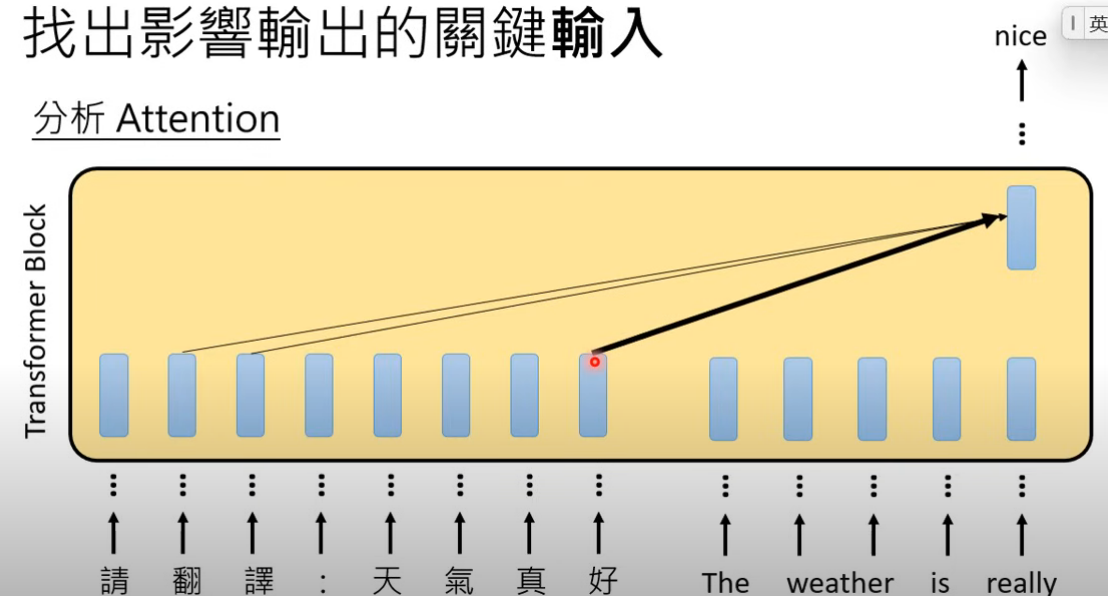 找出影響輸出的關鍵輸入
nice
英
分析 Attention
Transformer Block
請 翻 譯 : 天 氣 真 好 The weather is really